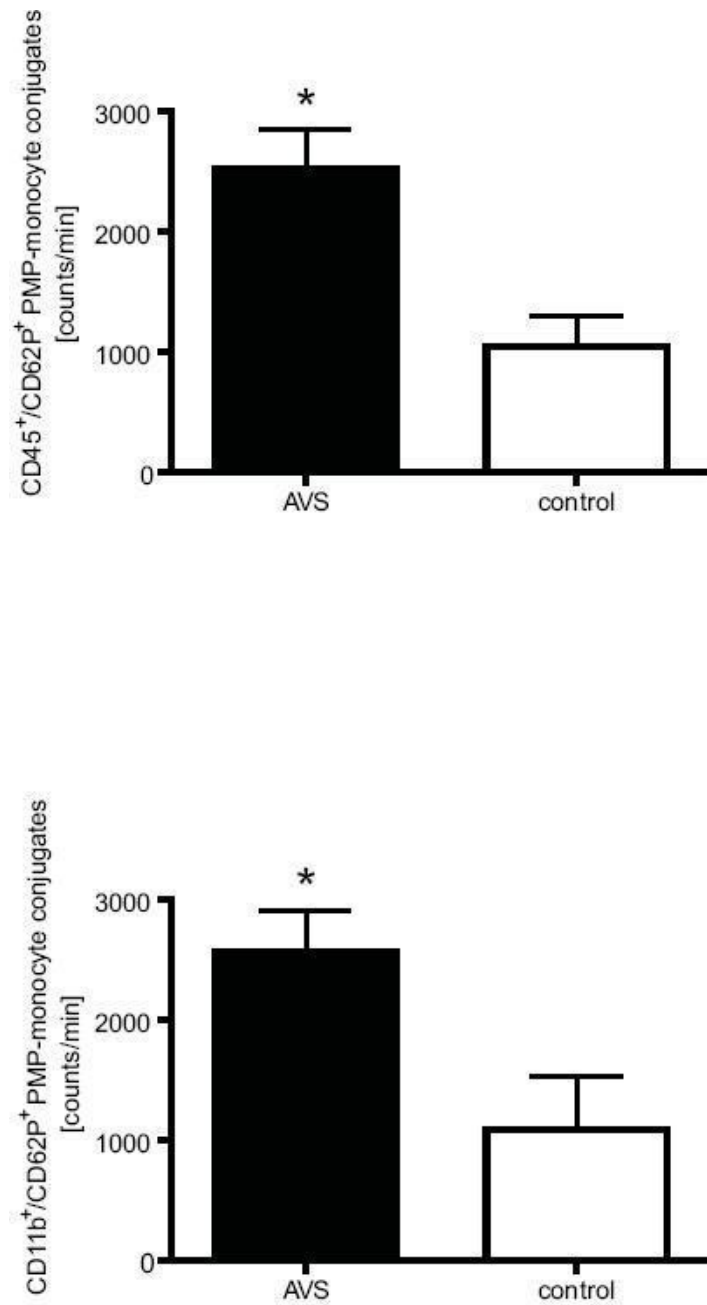 CD45⁺/CD62P⁺ PMP-monocyte conjugates
[counts/min]
*
3000
2000
1000
0
AVS control
CD11b⁺/CD62P⁺ PMP-monocyte conjugates
[counts/min]
*
3000
2000
1000
0
AVS control